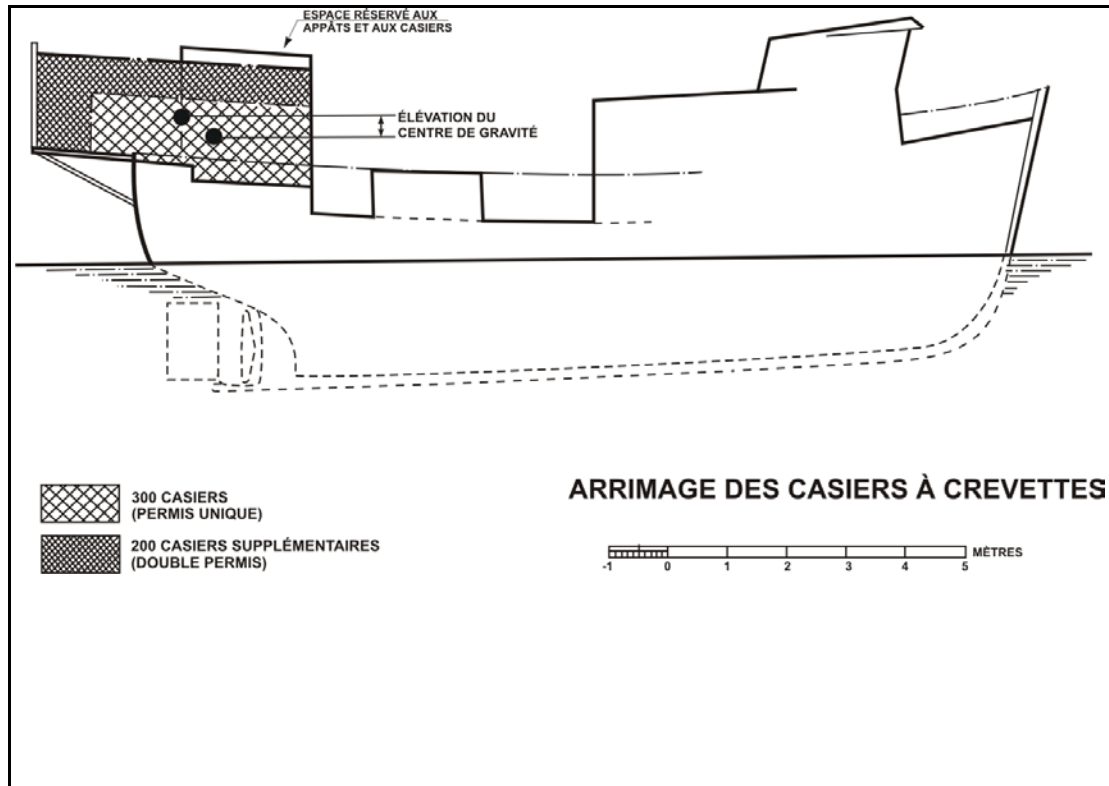 ESPACE RÉSERVÉ AUX
APPÂTS ET AUX CASIERS
ÉLÉVATION DU
CENTRE DE GRAVITÉ
300 CASIERS
(PERMIS UNIQUE)
200 CASIERS SUPPLÉMENTAIRES
(DOUBLE PERMIS)
ARRIMAGE DES CASIERS À CREVETTES
MÈTRES
-1 0 1 2 3 4 5